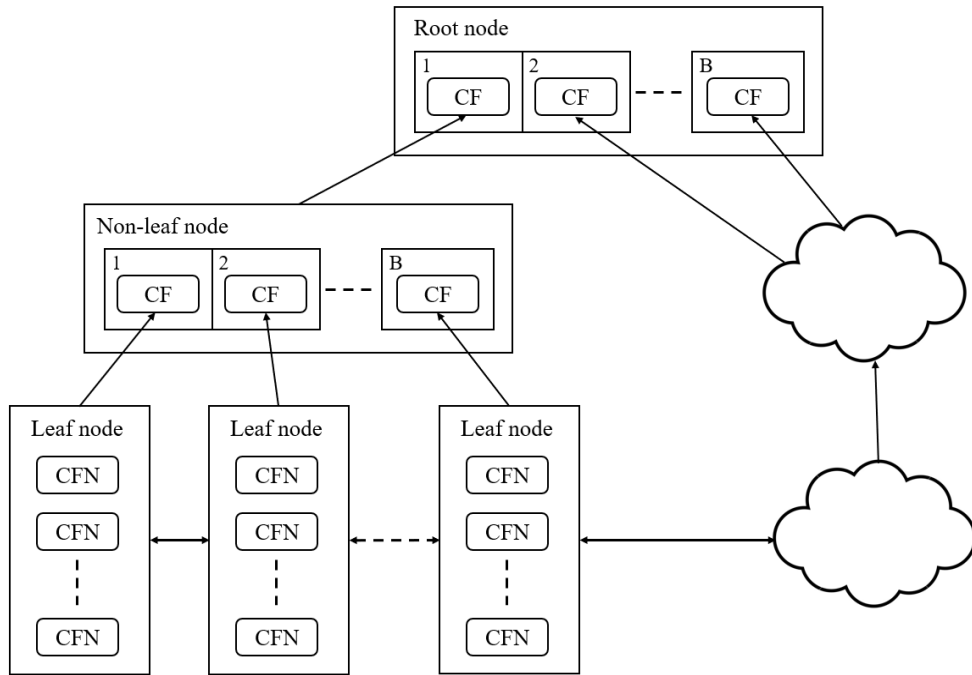 Root node
1 2 B
CF CF CF
Non-leaf node
1 2 B
CF CF CF
Leaf node Leaf node Leaf node
CFN CFN CFN
CFN CFN CFN
CFN CFN CFN